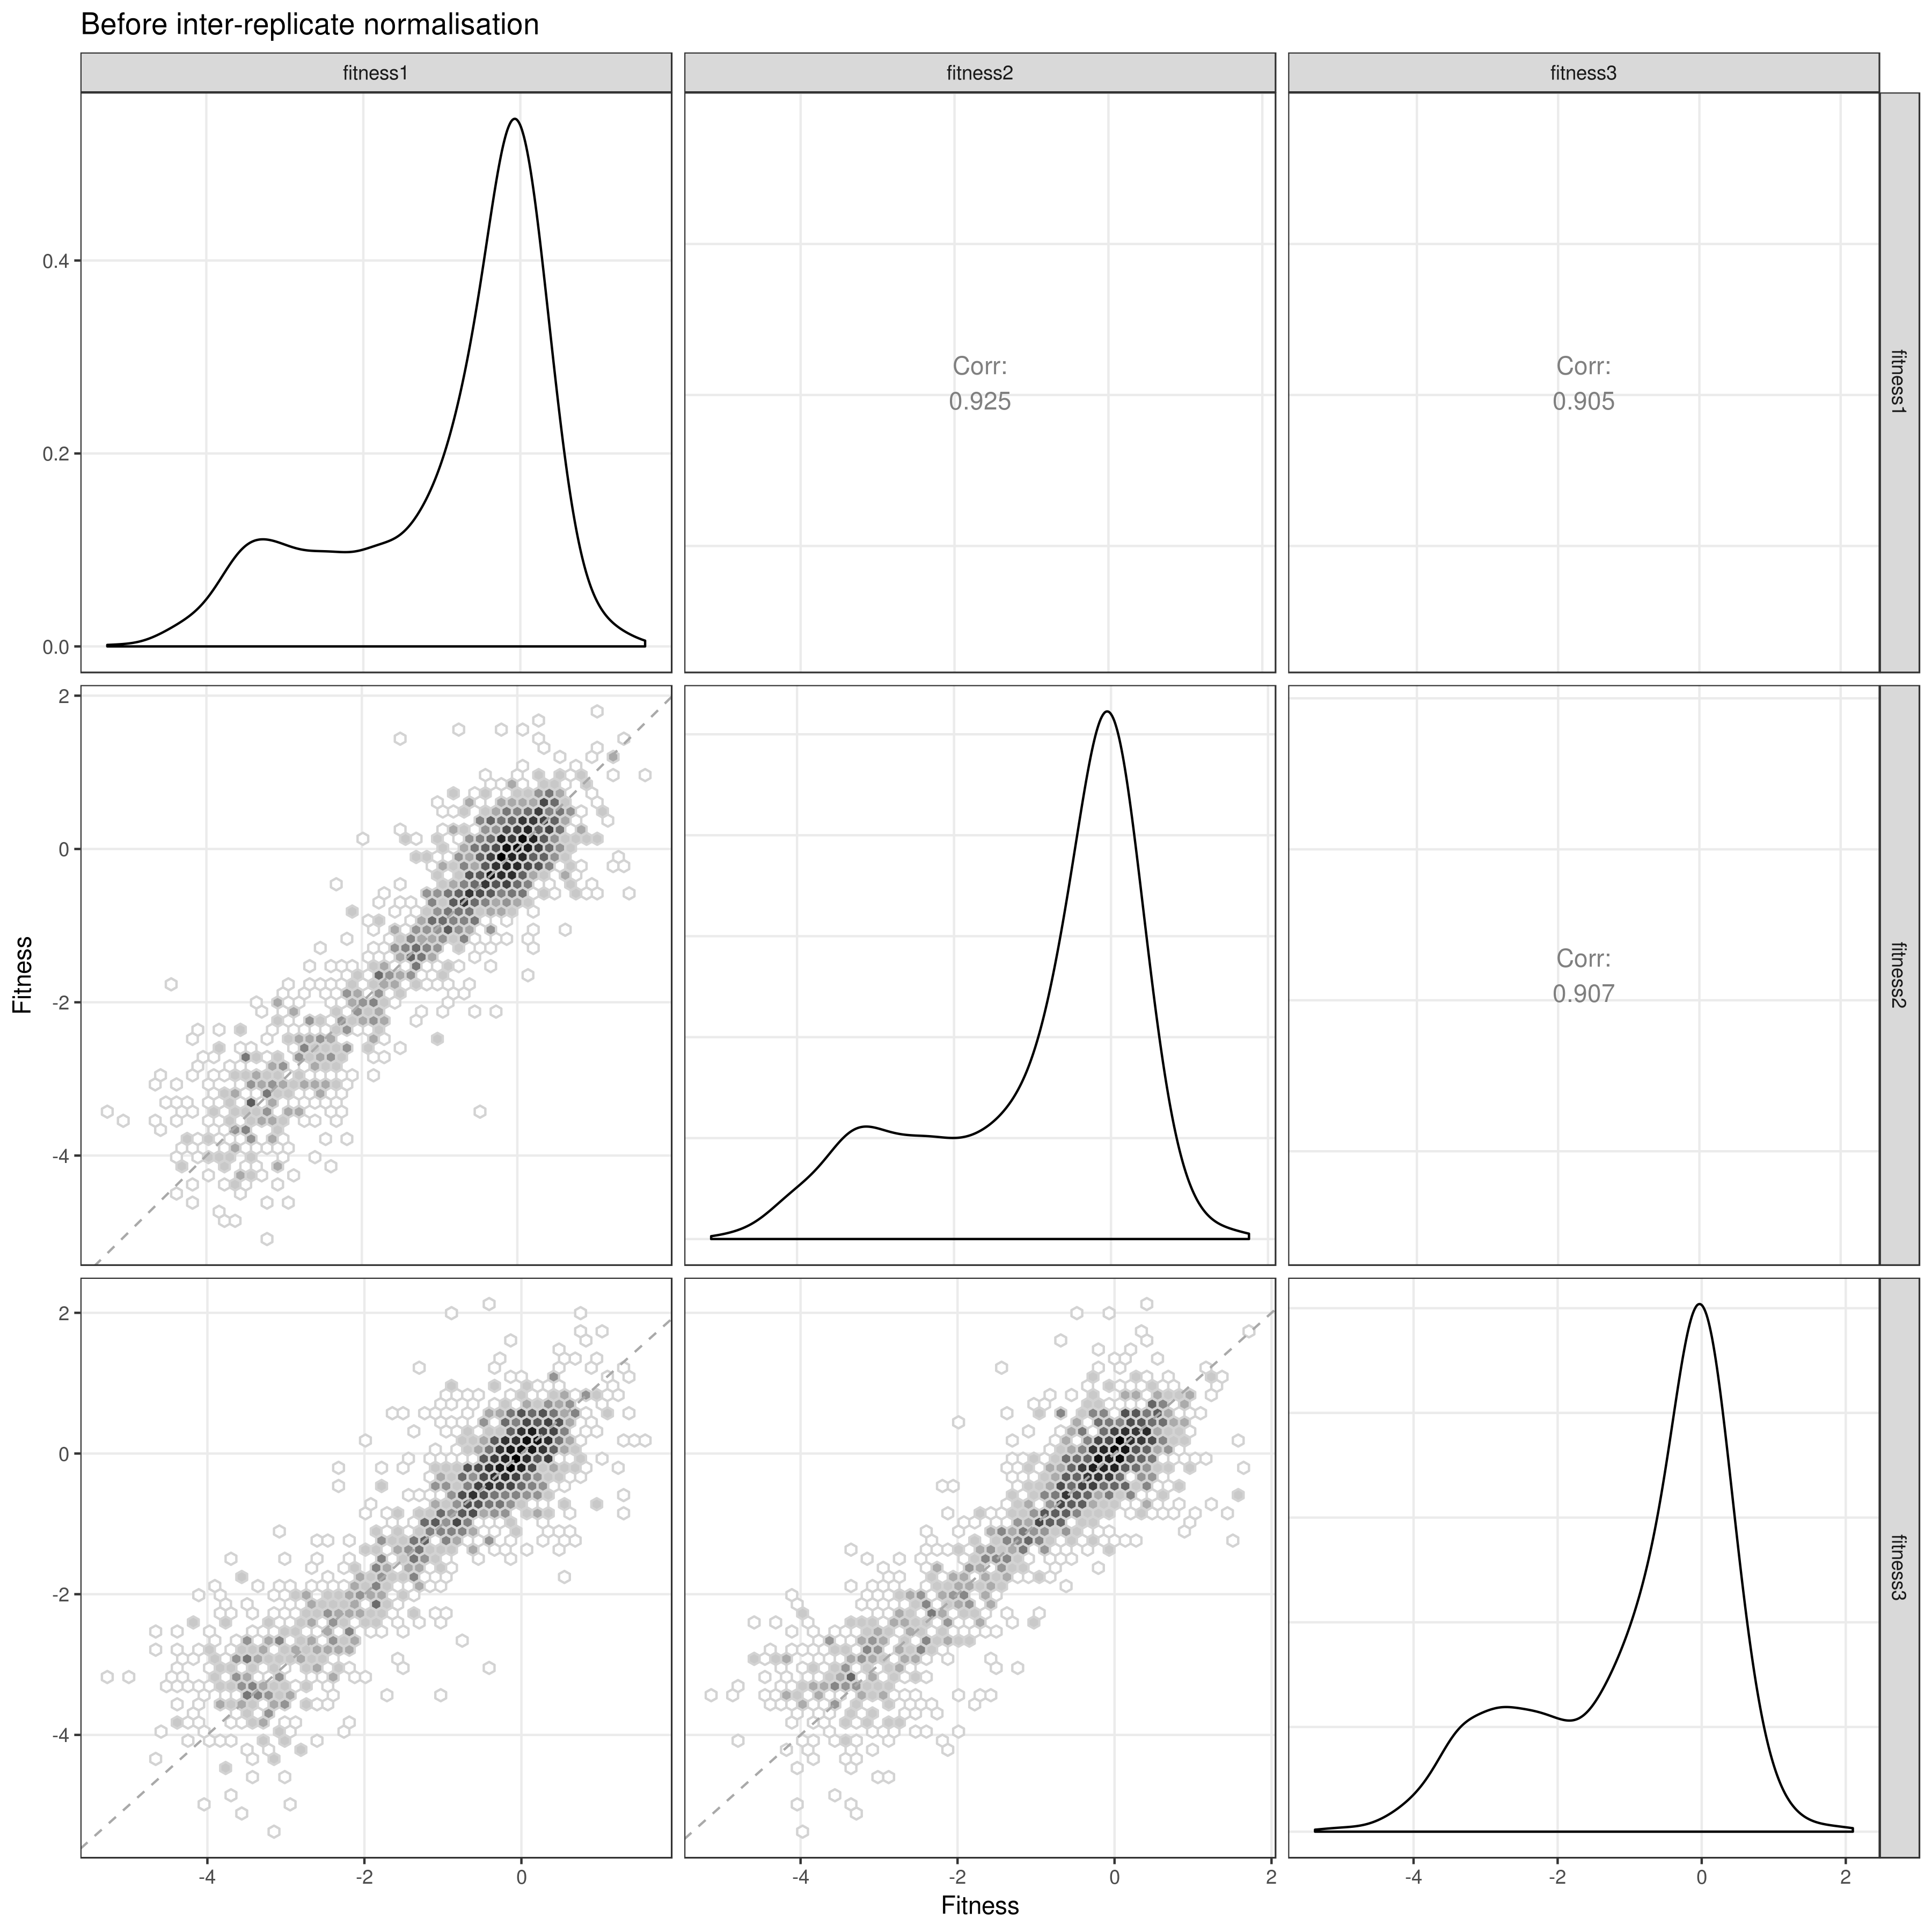 Before inter-replicate normalisation
fitness1
fitness2
fitness3
0.4
0.2
0.0
Corr:
0.925
Corr:
0.905
fitness1
2
0
-2
-4
Corr:
0.907
fitness2
Fitness
2
0
-2
-4
fitness3
-4 -2 0
-4 -2 0 2
-4 -2 0 2
Fitness